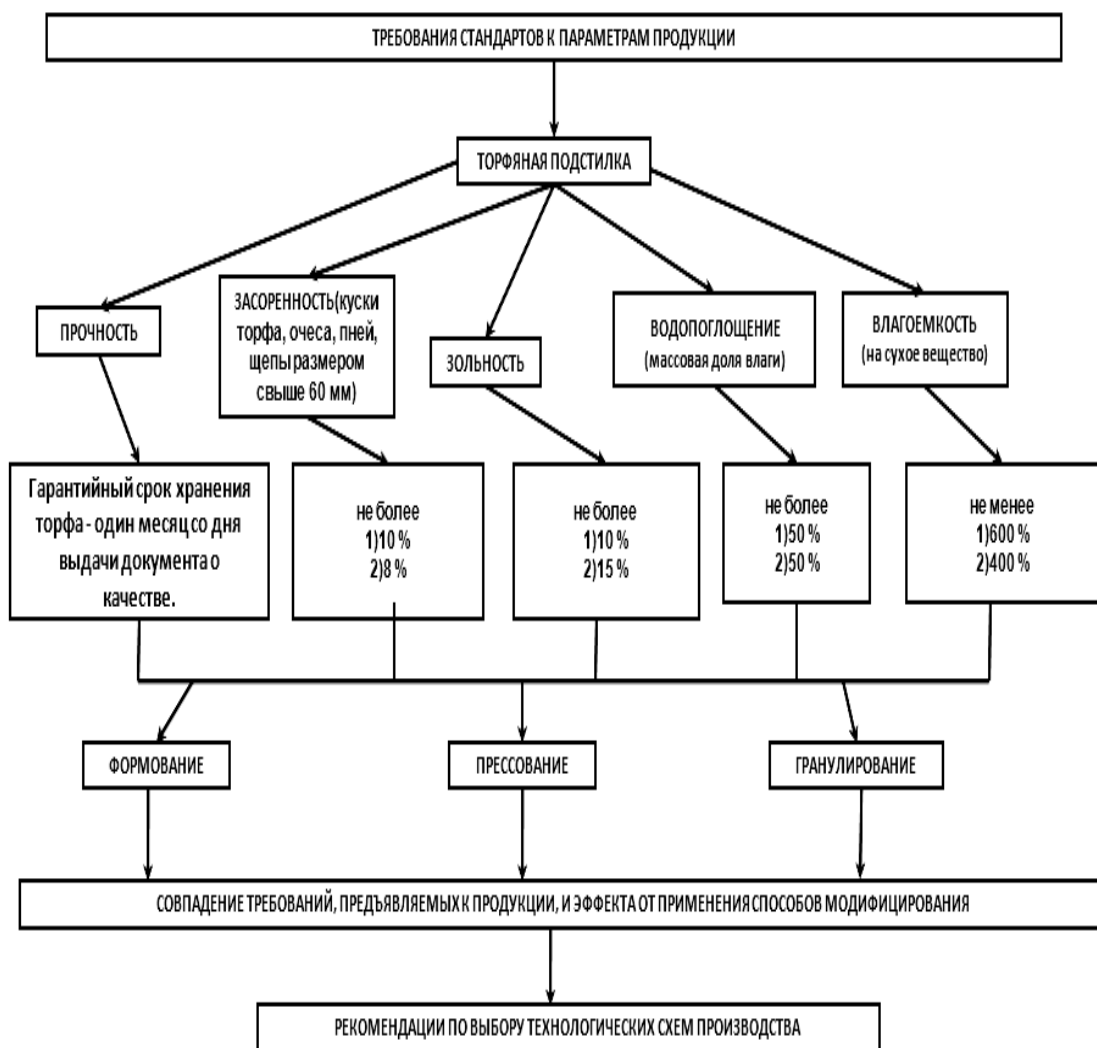 ТРЕБОВАНИЯ СТАНДАРТОВ К ПАРАМЕТРАМ ПРОДУКЦИИ
ТОРФЯНАЯ ПОДСТИЛКА
ПРОЧНОСТЬ
ЗАСОРЕННОСТЬ(куски
торфа, очеса, пней,
щепы размером
свыше 60 мм)
ЗОЛЬНОСТЬ
ВОДОПОГЛОЩЕНИЕ
(массовая доля влаги)
ВЛАГОЕМКОСТЬ
(на сухое вещество)
Гарантийный срок хранения
торфа - один месяц со дня
выдачи документа о
качестве.
не более
1)10 %
2)8 %
не более
1)10 %
2)15 %
не более
1)50 %
2)50 %
не менее
1)600 %
2)400 %
ФОРМОВАНИЕ
ПРЕССОВАНИЕ
ГРАНУЛИРОВАНИЕ
СОВПАДЕНИЕ ТРЕБОВАНИЙ, ПРЕДЪЯВЛЯЕМЫХ К ПРОДУКЦИИ, И ЭФФЕКТА ОТ ПРИМЕНЕНИЯ СПОСОБОВ МОДИФИЦИРОВАНИЯ
РЕКОМЕНДАЦИИ ПО ВЫБОРУ ТЕХНОЛОГИЧЕСКИХ СХЕМ ПРОИЗВОДСТВА